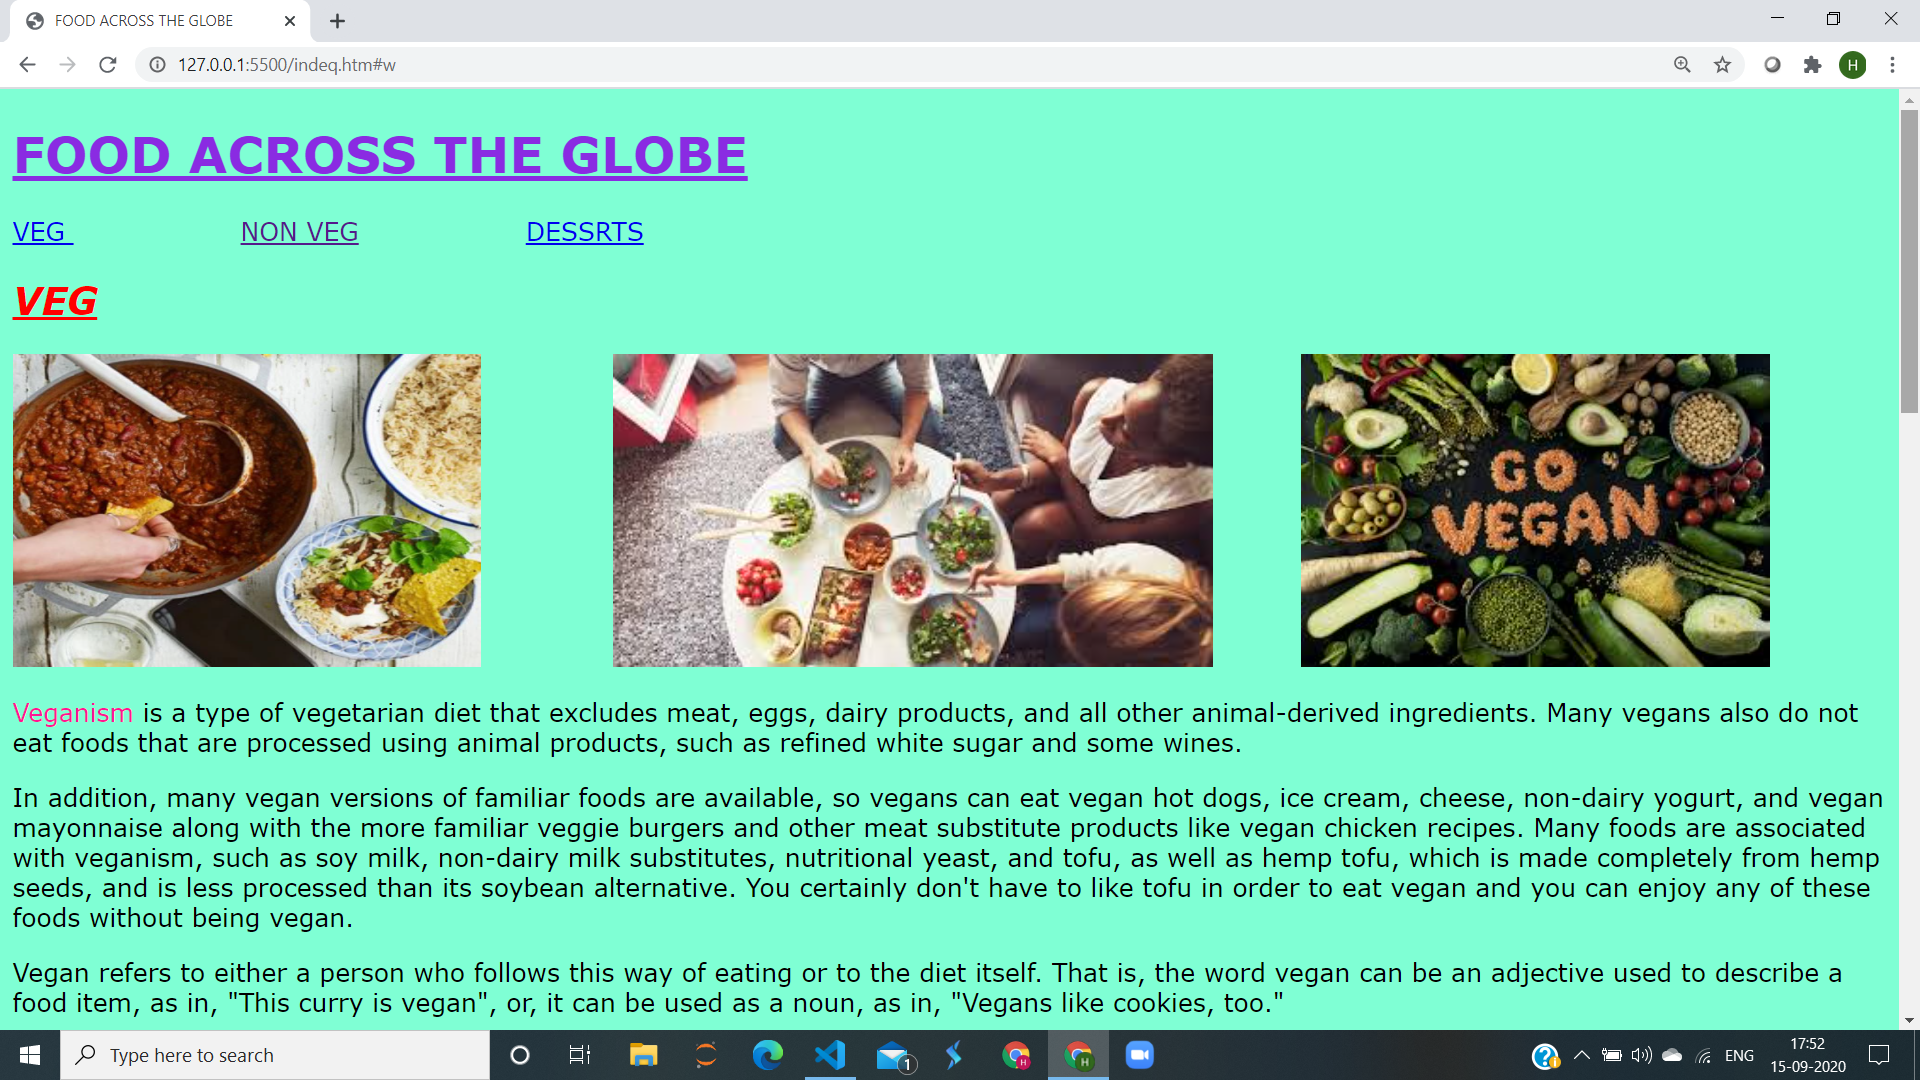 FOOD ACROSS THE GLOBE
127.0.0.1:5500/indeq.htm#w
H
FOOD ACROSS THE GLOBE
VEG NON VEG DESSRTS
VEG
GO
VEGAN
Veganism is a type of vegetarian diet that excludes meat, eggs, dairy products, and all other animal-derived ingredients. Many vegans also do not
eat foods that are processed using animal products, such as refined white sugar and some wines.
In addition, many vegan versions of familiar foods are available, so vegans can eat vegan hot dogs, ice cream, cheese, non-dairy yogurt, and vegan
mayonnaise along with the more familiar veggie burgers and other meat substitute products like vegan chicken recipes. Many foods are associated
with veganism, such as soy milk, non-dairy milk substitutes, nutritional yeast, and tofu, as well as hemp tofu, which is made completely from hemp
seeds, and is less processed than its soybean alternative. You certainly don't have to like tofu in order to eat vegan and you can enjoy any of these
foods without being vegan.
Vegan refers to either a person who follows this way of eating or to the diet itself. That is, the word vegan can be an adjective used to describe a
food item, as in, "This curry is vegan", or, it can be used as a noun, as in, "Vegans like cookies, too."
Type here to search
1
H
H
ENG
17:52
15-09-2020